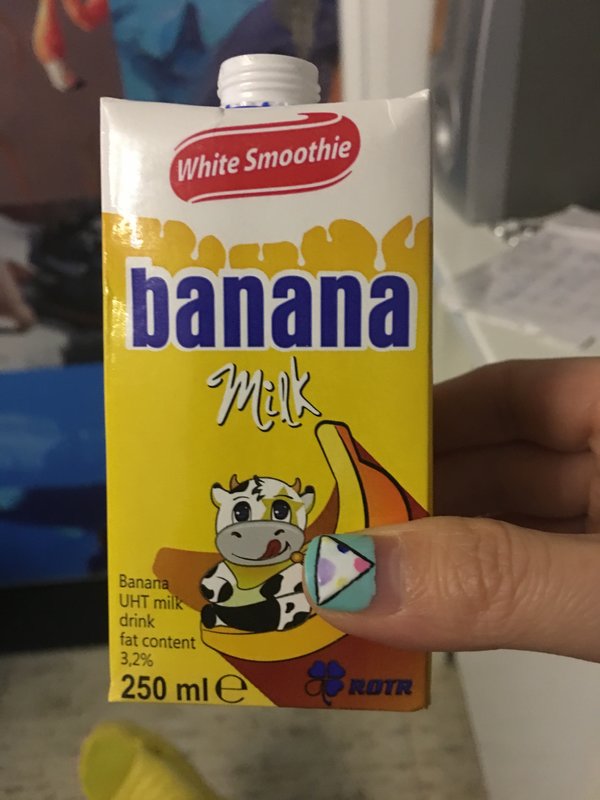 White Smoothie
banana
Milk
Banana
UHT milk
drink
fat content
3,2%
250 ml e
ROTR